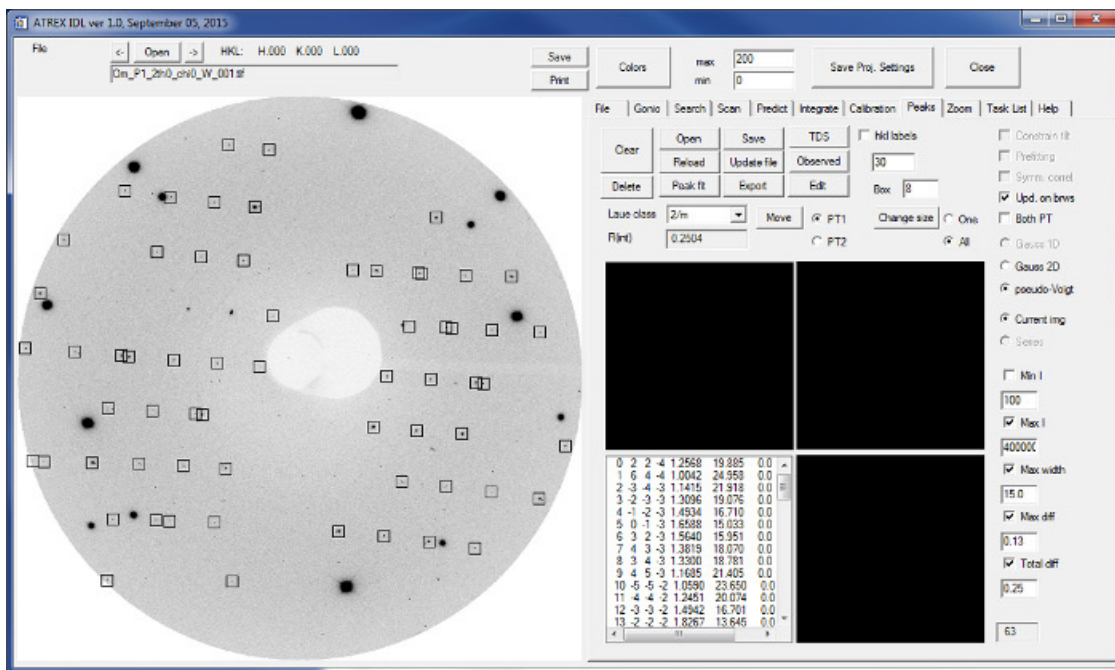 ATREX IDL ver 1.0, September 05, 2015
File <- Open -> HKL: H.000 K.000 L.000
Om_P1_2th0_chi0_W_001.tif
Save
Print
Colors
max 200
min 0
Save Proj. Settings
Close
File Gonio Search Scan Predict Integrate Calibration Peaks Zoom Task List Help
Clear Open Save TDS hkl labels
Reload Update file Observed 30
Delete Peak fit Export Edit Box 8
Laue class 2/m Move PT1 Change size One
R(int) 0.2504 PT2 All
Constrain tilt
Prefitting
Symm. correl
Upd. on brws
Both PT
Gauss 1D
Gauss 2D
pseudo-Voigt
Current img
Series
Min I
100
Max I
400000
Max width
15.0
Max diff
0.13
Total diff
0.25
63
0 2 2 -4 1.2568 19.885 0.0
1 6 4 -4 1.0042 24.958 0.0
2 -3 -4 -3 1.1415 21.918 0.0
3 -2 -3 -3 1.3096 19.076 0.0
4 -1 -2 -3 1.4934 16.710 0.0
5 0 -1 -3 1.6588 15.033 0.0
6 3 2 -3 1.5640 15.951 0.0
7 4 3 -3 1.3819 18.070 0.0
8 3 4 -3 1.3300 18.781 0.0
9 4 5 -3 1.1685 21.405 0.0
10 -5 -5 -2 1.0590 23.650 0.0
11 -4 -4 -2 1.2451 20.074 0.0
12 -3 -3 -2 1.4942 16.701 0.0
13 -2 -2 -2 1.8267 13.645 0.0